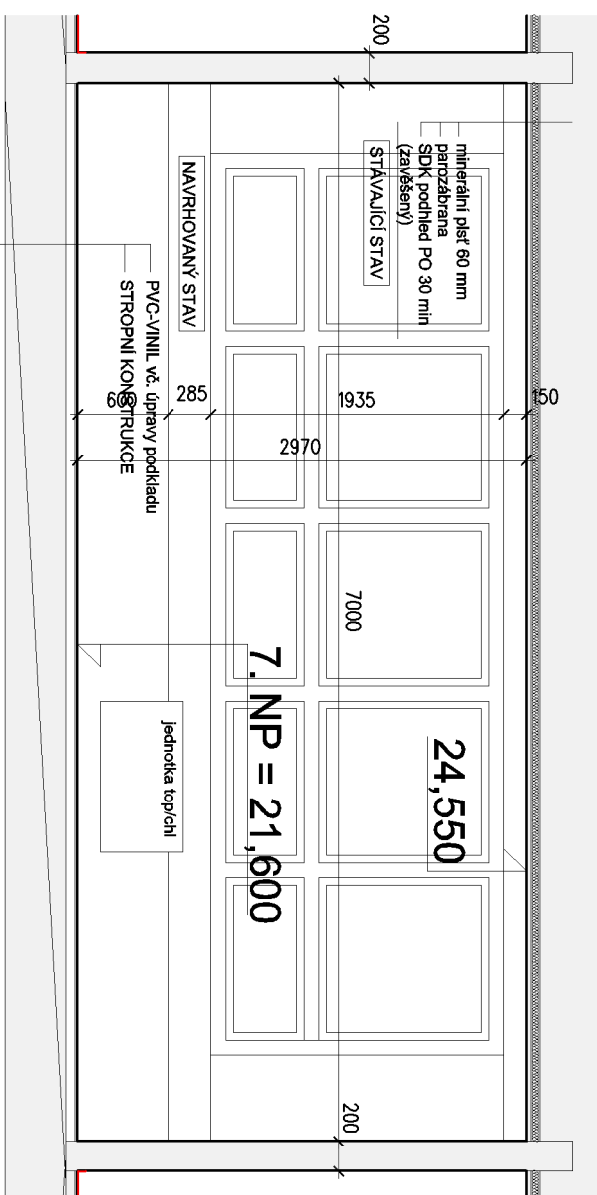 200
minerální plsť 60 mm
parozábrana
SDK podhled PO 30 min
(zavěšený)
STÁVAJÍCÍ STAV
NAVRHOVANÝ STAV
PVC-VINIL vč. úpravy podkladu
STROPNÍ KONSTRUKCE
600
285
1935
150
2970
7000
24,550
7. NP = 21,600
jednotka top/chl
200